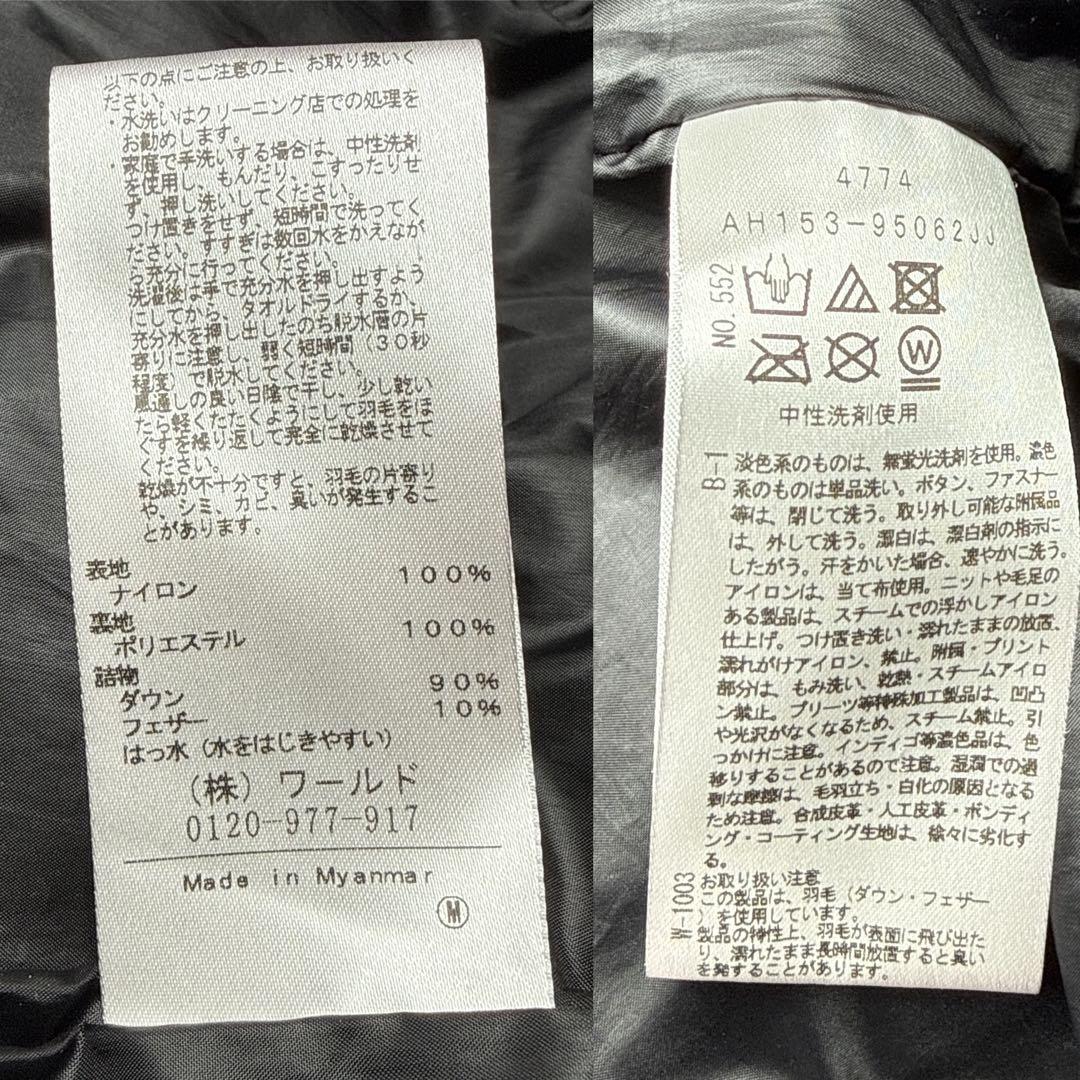 以下の点にご注意の上、お取り扱いく
ださい。
・水洗いはクリーニング店での処理を
お勧めします。
・家庭で手洗いする場合は、中性洗剤
を使用し、もんだり、こすったりせ
ず、押し洗いしてください。
つけ置きをせず、短時間で洗ってく
ださい。すすぎは数回水をかえなが
ら充分に行ってください。
洗濯後は手で充分水を押し出すよう
にしてから、タオルドライするか、
充分水を押し出したのち脱水層の片
寄りに注意し、弱く短時間（30秒
程度）で脱水してください。
風通しの良い日陰で干し、少し乾い
たら軽くたたくようにして羽毛をほ
ぐすを繰り返して完全に乾燥させて
ください。
乾燥が不十分ですと、羽毛の片寄り
や、シミ、カビ、臭いが発生するこ
とがあります。
表地
ナイロン 100%
裏地
ポリエステル 100%
詰物
ダウン 90%
フェザー 10%
はっ水（水をはじきやすい）
（株）ワールド
0120-977-917
Made in Myanmar
M
4774
AH153-95062JJ
NO.552
W
中性洗剤使用
B-1
淡色系のものは、無蛍光洗剤を使用。濃色
系のものは単品洗い。ボタン、ファスナー
等は、閉じて洗う。取り外し可能な附属品
は、外して洗う。漂白は、漂白剤の指示に
したがう。汗をかいた場合、速やかに洗う。
アイロンは、当て布使用。ニットや毛足の
ある製品は、スチームでの浮かしアイロン
仕上げ。つけ置き洗い・濡れたままの放置、
濡れがけアイロン、禁止。附属・プリント
部分は、もみ洗い、乾熱・スチームアイロ
ン禁止。プリーツ等特殊加工製品は、凹凸
や光沢がなくなるため、スチーム禁止。引
っかけに注意。インディゴ等濃色品は、色
移りすることがあるので注意。湿潤での過
剰な摩擦は、毛羽立ち・白化の原因となる
ため注意。合成皮革・人工皮革・ボンディ
ング・コーティング生地は、徐々に劣化す
る。
W-1003
お取り扱い注意
この製品は、羽毛（ダウン・フェザー
）を使用しています。
製品の特性上、羽毛が表面に飛び出た
り、濡れたまま長時間放置すると臭い
を発することがあります。